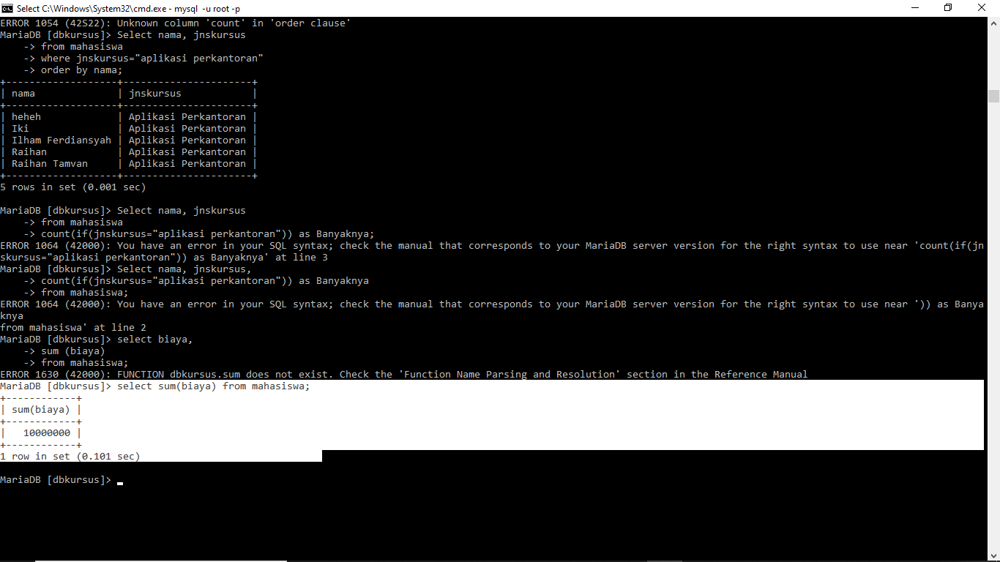 Select C:\Windows\System32\cmd.exe - mysql  -u root -p
ERROR 1054 (42S22): Unknown column 'count' in 'order clause'
MariaDB [dbkursus]> Select nama, jnskursus
    -> from mahasiswa
    -> where jnskursus="aplikasi perkantoran"
    -> order by nama;
+-------------------+----------------------+
| nama              | jnskursus            |
+-------------------+----------------------+
| heheh             | Aplikasi Perkantoran |
| Iki               | Aplikasi Perkantoran |
| Ilham Ferdiansyah | Aplikasi Perkantoran |
| Raihan            | Aplikasi Perkantoran |
| Raihan Tamvan     | Aplikasi Perkantoran |
+-------------------+----------------------+
5 rows in set (0.001 sec)
MariaDB [dbkursus]> Select nama, jnskursus
    -> from mahasiswa
    -> count(if(jnskursus="aplikasi perkantoran")) as Banyaknya;
ERROR 1064 (42000): You have an error in your SQL syntax; check the manual that corresponds to your MariaDB server version for the right syntax to use near 'count(if(jn
skursus="aplikasi perkantoran")) as Banyaknya' at line 3
MariaDB [dbkursus]> Select nama, jnskursus,
    -> count(if(jnskursus="aplikasi perkantoran")) as Banyaknya
    -> from mahasiswa;
ERROR 1064 (42000): You have an error in your SQL syntax; check the manual that corresponds to your MariaDB server version for the right syntax to use near ')) as Banya
knya
from mahasiswa' at line 2
MariaDB [dbkursus]> select biaya,
    -> sum (biaya)
    -> from mahasiswa;
ERROR 1630 (42000): FUNCTION dbkursus.sum does not exist. Check the 'Function Name Parsing and Resolution' section in the Reference Manual
MariaDB [dbkursus]> select sum(biaya) from mahasiswa;
+------------+
| sum(biaya) |
+------------+
|   10000000 |
+------------+
1 row in set (0.101 sec)
MariaDB [dbkursus]>